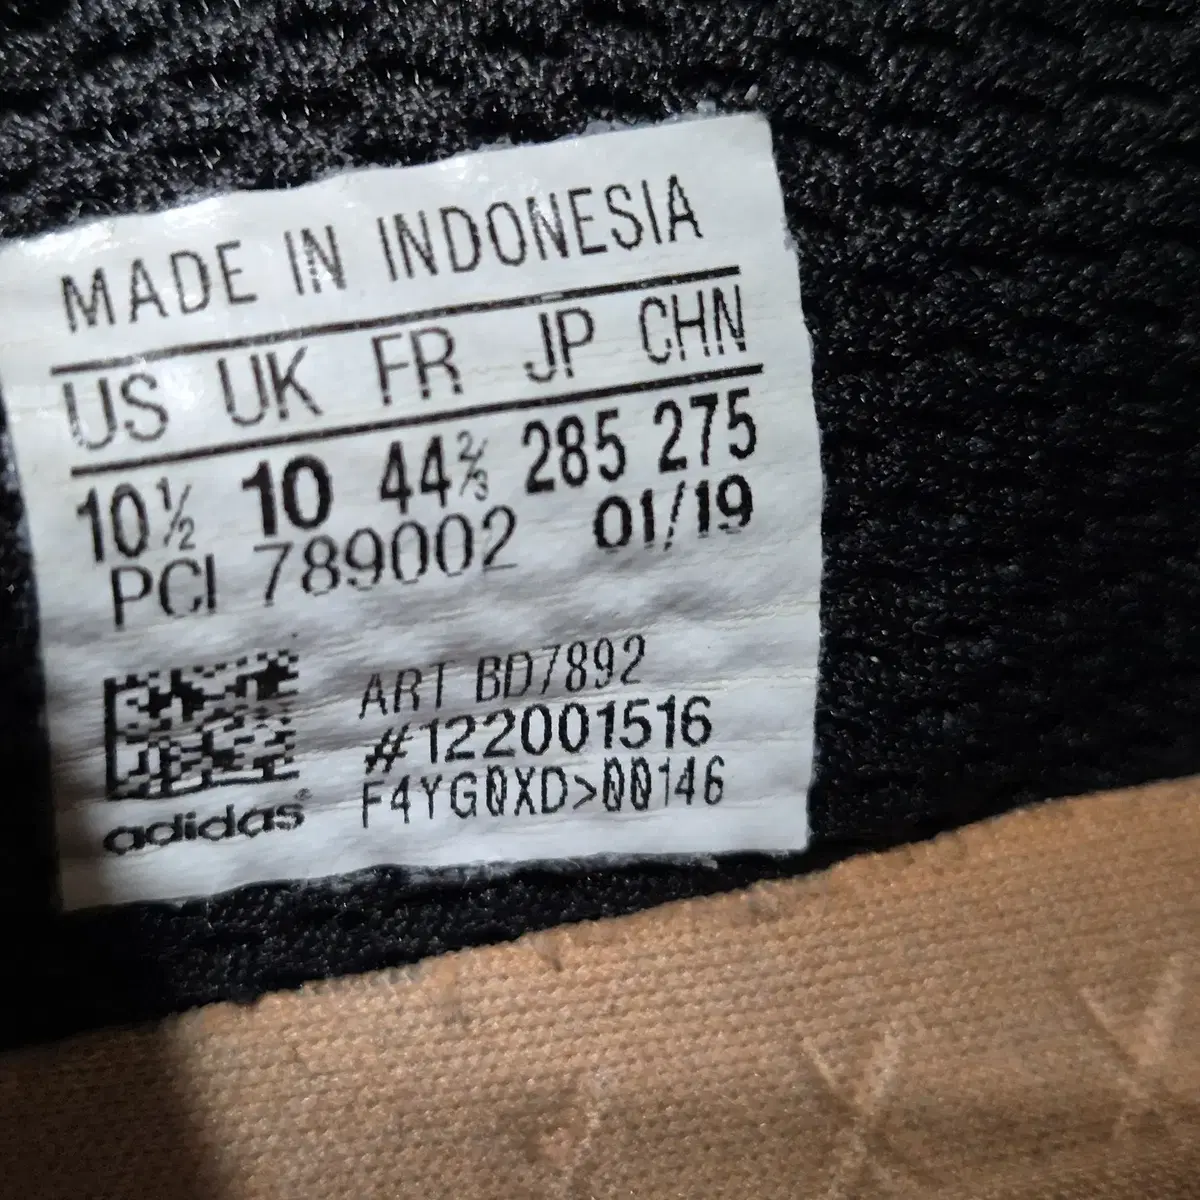 MADE IN INDONESIA
US UK FR JP CHN
10½ 10 44⅔ 285 275
PCI 789002 01/19
ART BD7892
#122001516
F4YG0XD>00146
adidas®